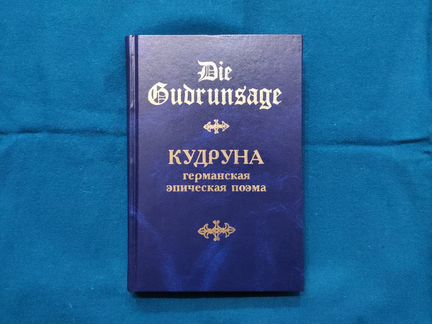 Die
Gudrunsage
КУДРУНА
германская
эпическая поэма